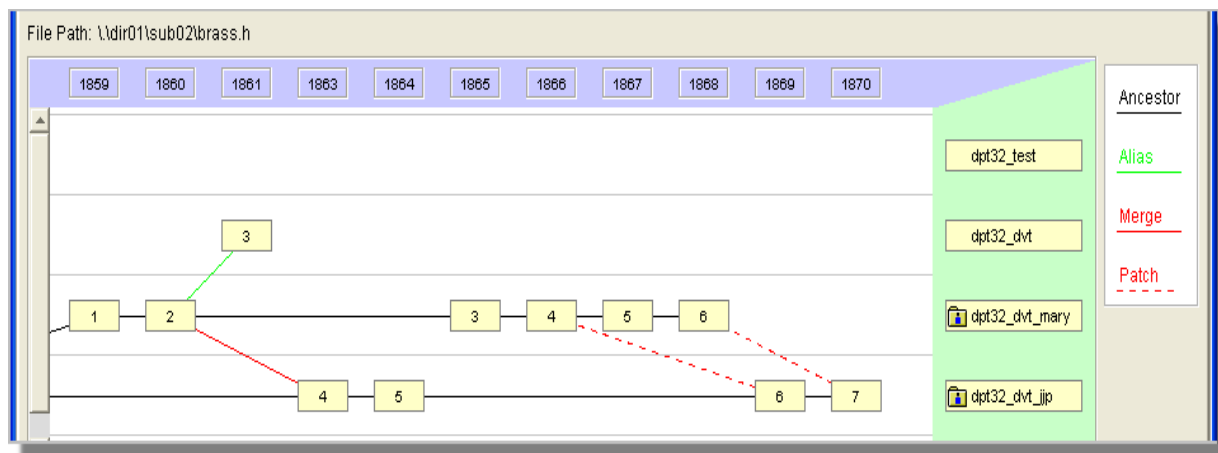 File Path: \.\dir01\sub02\brass.h
1859 1860 1861 1863 1864 1865 1866 1867 1868 1869 1870
Ancestor
dpt32_test
Alias
3
dpt32_dvt
Merge
Patch
1 2 3 4 5 6
dpt32_dvt_mary
4 5 6 7
dpt32_dvt_jjp